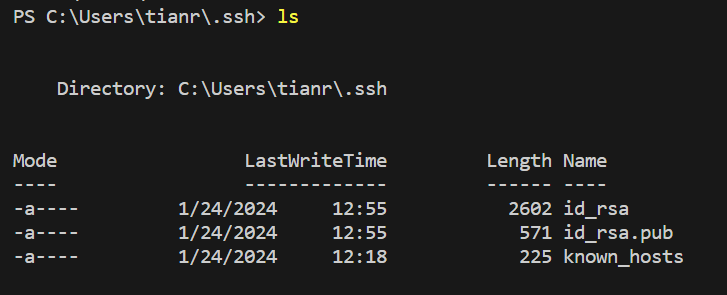 PS C:\Users\tianr\.ssh> ls
Directory: C:\Users\tianr\.ssh
Mode LastWriteTime Length Name
---- ------------- ------ ----
-a---- 1/24/2024 12:55 2602 id_rsa
-a---- 1/24/2024 12:55 571 id_rsa.pub
-a---- 1/24/2024 12:18 225 known_hosts